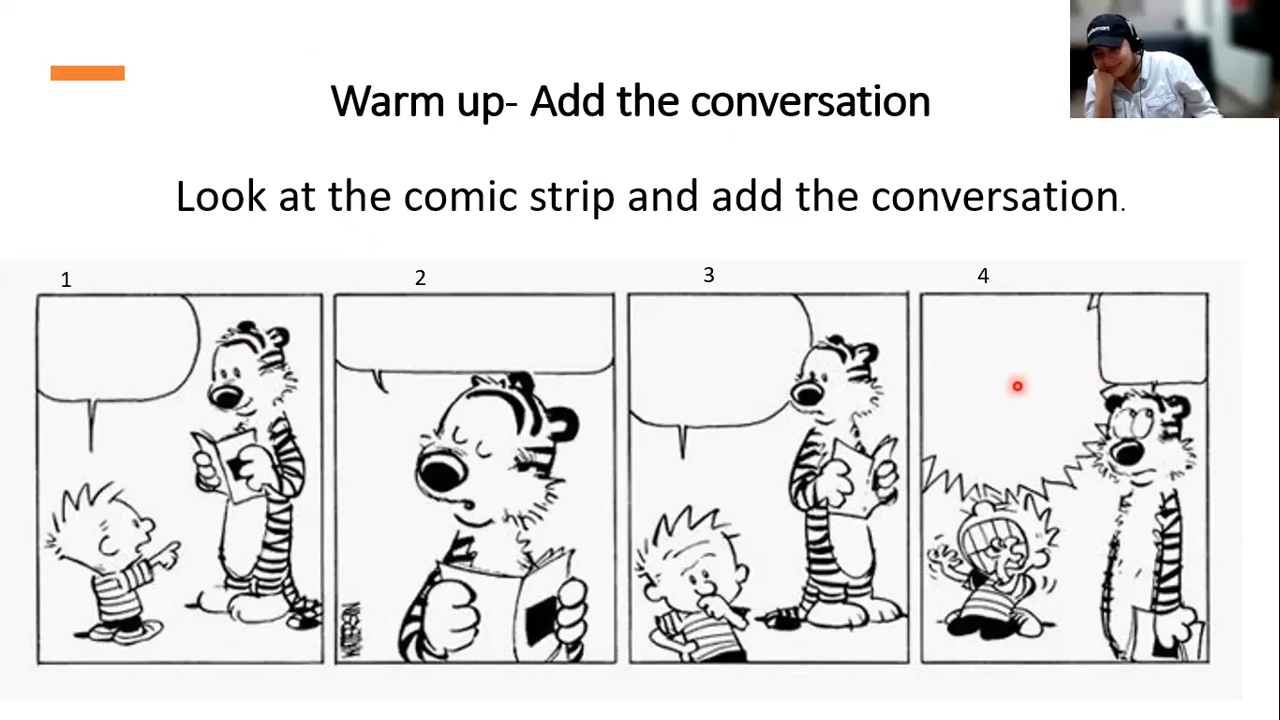 Warm up- Add the conversation
Look at the comic strip and add the conversation.
1
2
3
4